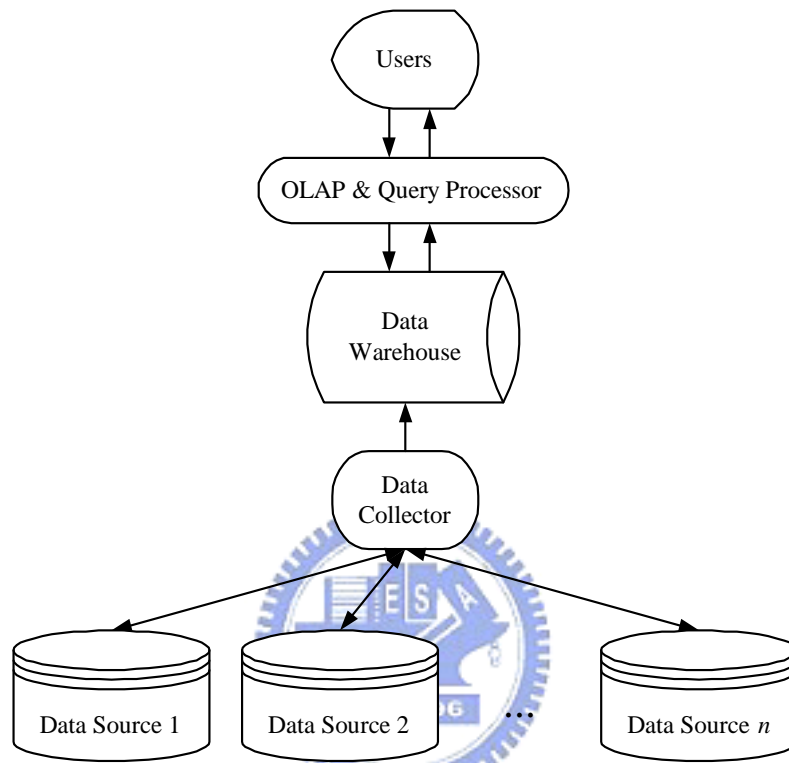 Users
OLAP & Query Processor
Data
Warehouse
Data
Collector
E S A
Data Source 1
Data Source 2
...
Data Source n